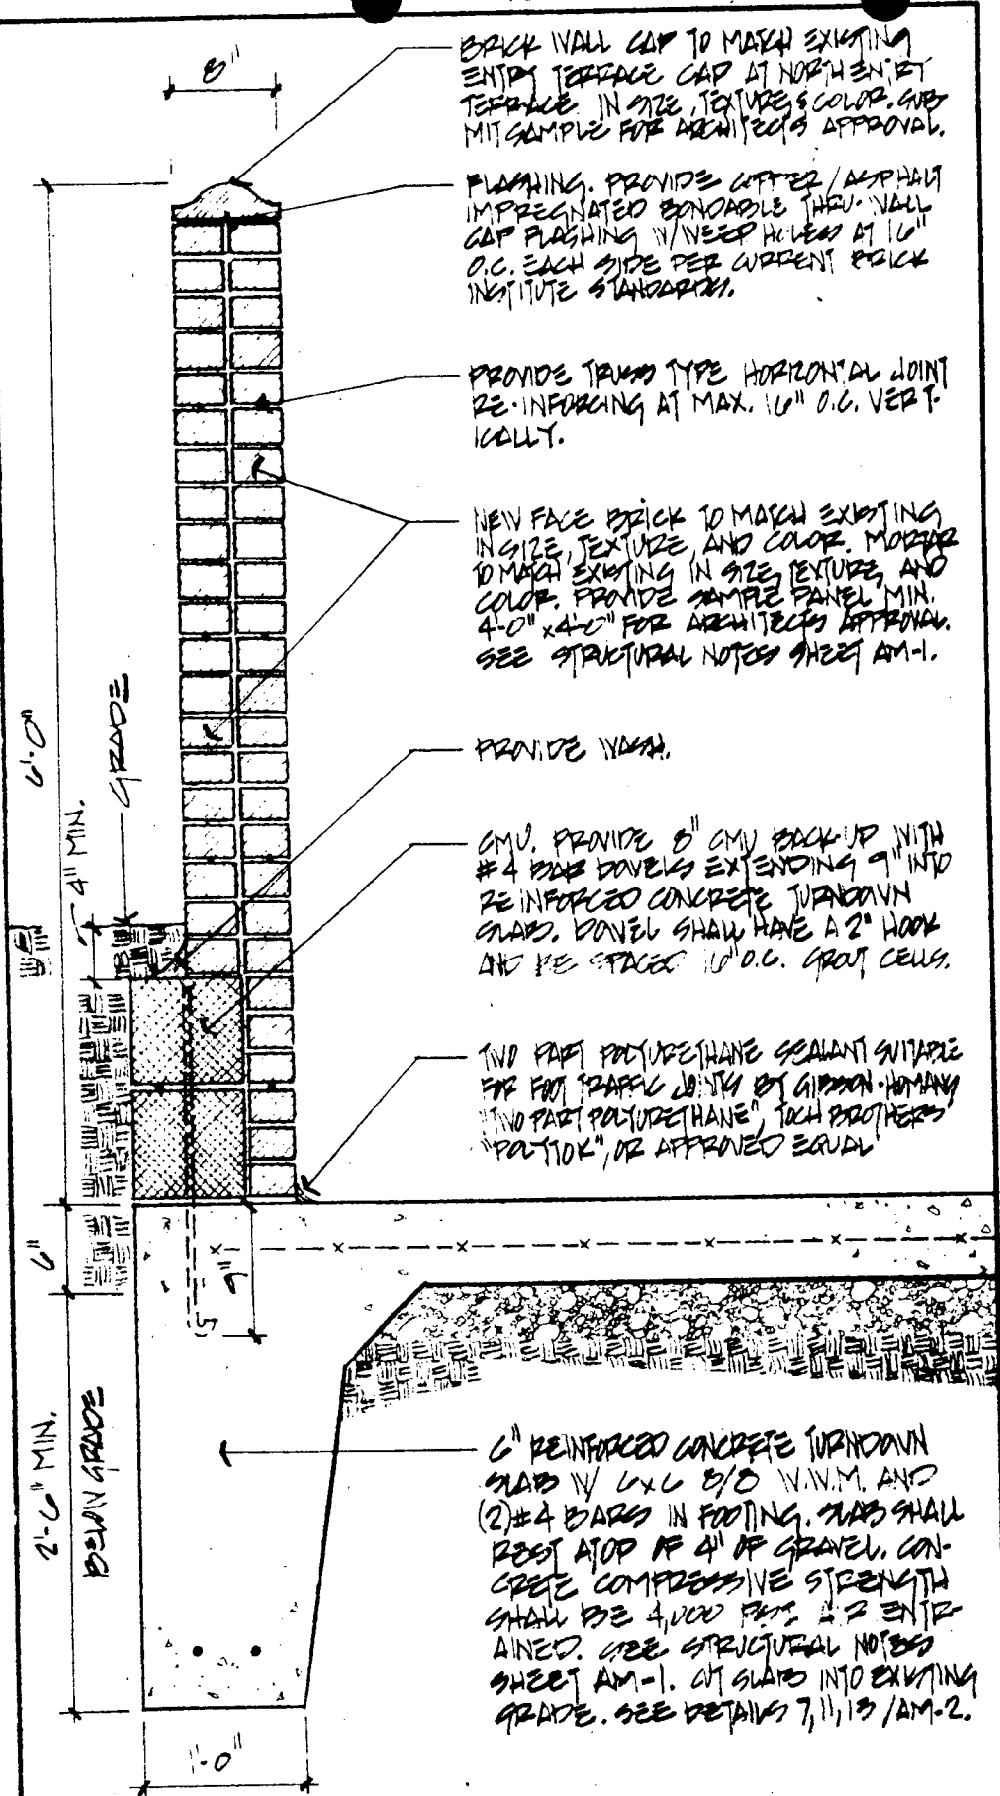 8"
BRICK WALL CAP TO MATCH EXISTING
ENTRY TERRACE CAP AT NORTH ENTRY
TERRACE IN SIZE, TEXTURE & COLOR. SUB
MIT SAMPLE FOR ARCHITECTS APPROVAL.
FLASHING. PROVIDE COPPER/ASPHALT
IMPREGNATED BONDABLE THRU-WALL
CAP FLASHING W/WEEP HOLES AT 16"
O.C. EACH SIDE PER CURRENT BRICK
INSTITUTE STANDARDS.
PROVIDE TRUSS TYPE HORIZONTAL JOINT
RE-INFORCING AT MAX. 16" O.C. VERT-
ICALLY.
NEW FACE BRICK TO MATCH EXISTING
IN SIZE, TEXTURE, AND COLOR. MORTAR
TO MATCH EXISTING IN SIZE, TEXTURE, AND
COLOR. PROVIDE SAMPLE PANEL MIN.
4'-0" x 4'-0" FOR ARCHITECTS APPROVAL.
SEE STRUCTURAL NOTES SHEET AM-1.
6'-0"
GRADE
4" MIN.
PROVIDE WASH.
CMU. PROVIDE 8" CMU BACK-UP WITH
#4 BAR DOWELS EXTENDING 9" INTO
REINFORCED CONCRETE TURNDOWN
SLAB. DOWEL SHALL HAVE A 2" HOOK
AND BE SPACED 16" O.C. GROUT CELLS.
TWO PART POLYURETHANE SEALANT SUITABLE
FOR FOOT TRAFFIC JOINTS BY GIBSON-HOMANS
"TWO PART POLYURETHANE", TOCH BROTHERS'
"POLYTOK", OR APPROVED EQUAL
6"
9"
2'-6" MIN.
BELOW GRADE
6" REINFORCED CONCRETE TURNDOWN
SLAB W/ 6x6 8/8 W.W.M. AND
(2)#4 BARS IN FOOTING. SLAB SHALL
REST ATOP OF 4" OF GRAVEL. CON-
CRETE COMPRESSIVE STRENGTH
SHALL BE 4,000 PSI. AIR ENTR-
AINED. SEE STRUCTURAL NOTES
SHEET AM-1. CUT SLAB INTO EXISTING
GRADE. SEE DETAILS 7, 11, 13 /AM-2.
1'-0"